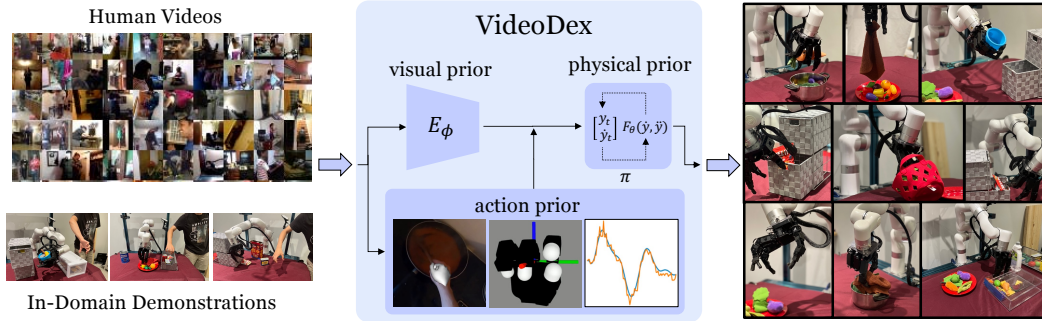 Human Videos
In-Domain Demonstrations
VideoDex
visual prior
E_ϕ
physical prior
[y_t ẏ_t] F_θ(ẏ, ÿ)
π
action prior